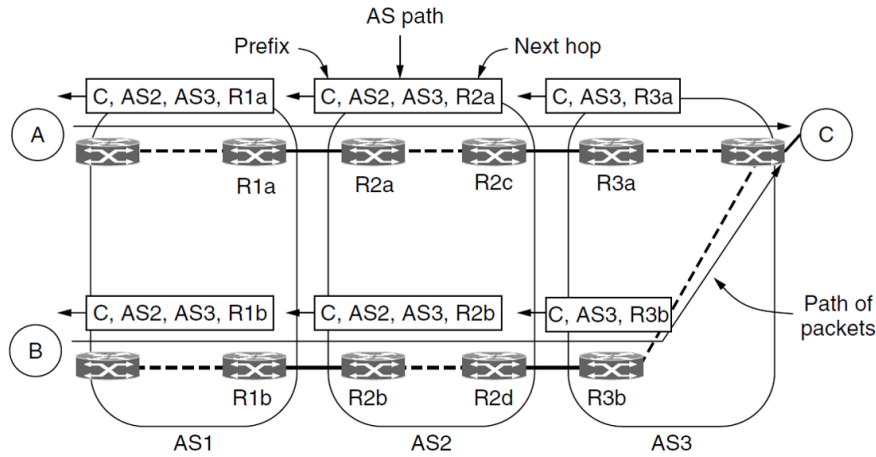 AS path
Prefix
Next hop
C, AS2, AS3, R1a
C, AS2, AS3, R2a
C, AS3, R3a
A
C
R1a
R2a
R2c
R3a
C, AS2, AS3, R1b
C, AS2, AS3, R2b
C, AS3, R3b
Path of
packets
B
R1b
R2b
R2d
R3b
AS1
AS2
AS3